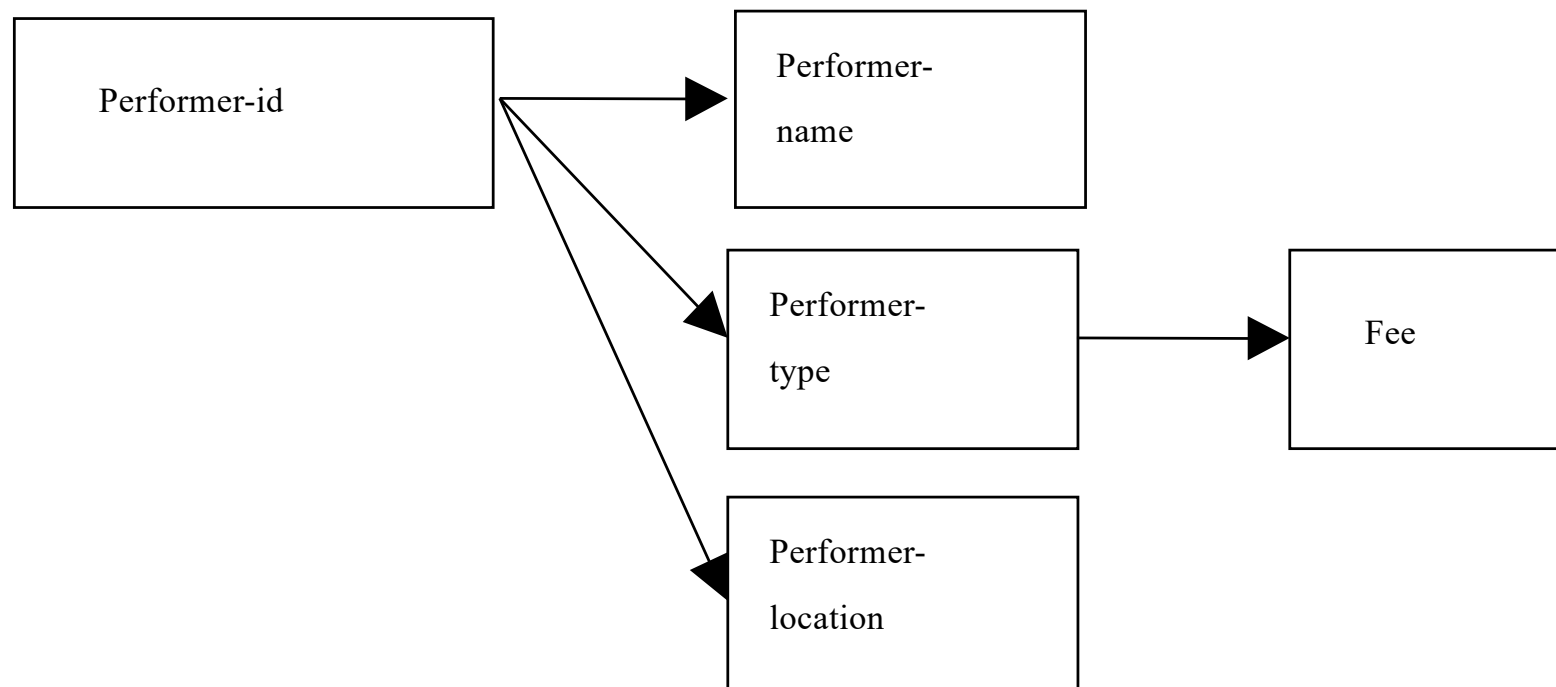 Performer-id
Performer-
name
Performer-
type
Fee
Performer-
location